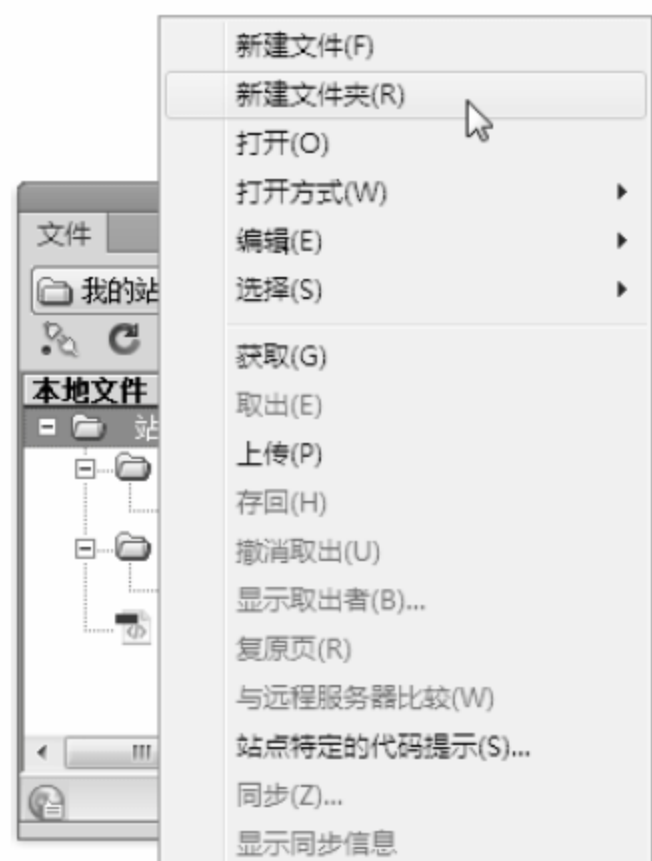 新建文件(F)
新建文件夹(R)
打开(O)
打开方式(W)
编辑(E)
选择(S)
获取(G)
取出(E)
上传(P)
存回(H)
撤消取出(U)
显示取出者(B)...
复原页(R)
与远程服务器比较(W)
站点特定的代码提示(S)...
同步(Z)...
显示同步信息
文件
我的站
本地文件
站